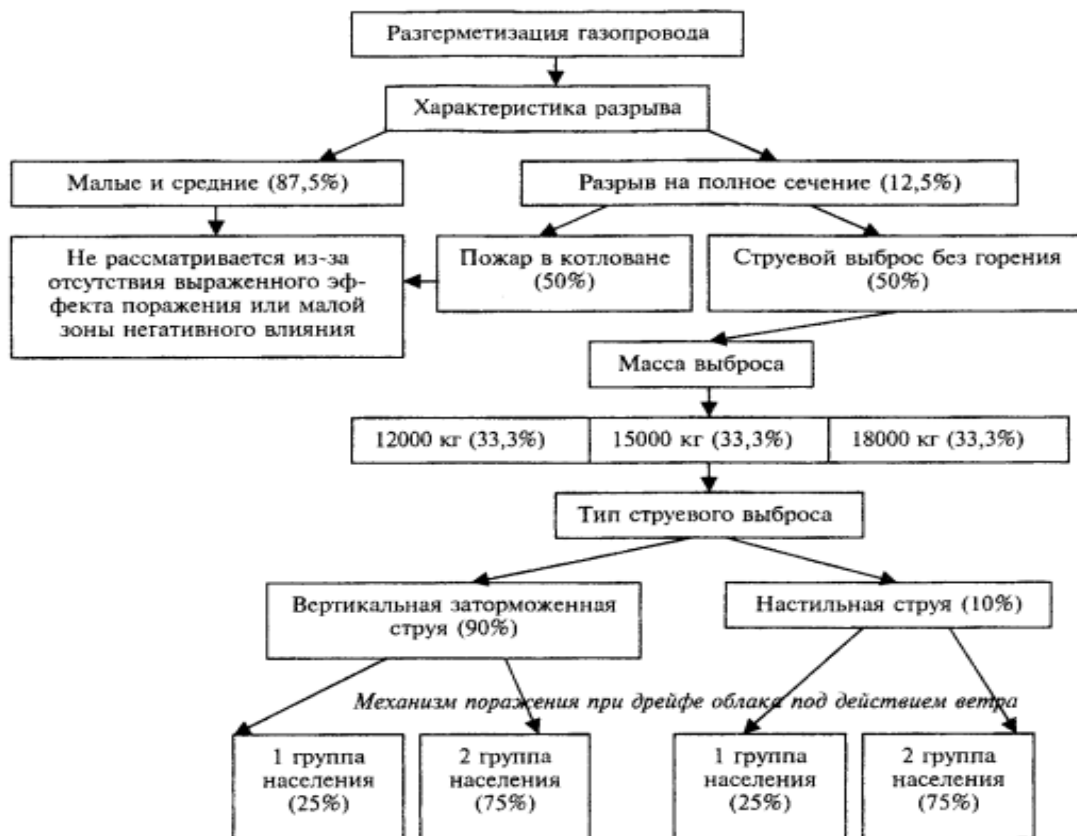 Разгерметизация газопровода
Характеристика разрыва
Малые и средние (87,5%)
Разрыв на полное сечение (12,5%)
Не рассматривается из-за
отсутствия выраженного эф-
фекта поражения или малой
зоны негативного влияния
Пожар в котловане
(50%)
Струевой выброс без горения
(50%)
Масса выброса
12000 кг (33,3%)
15000 кг (33,3%)
18000 кг (33,3%)
Тип струевого выброса
Вертикальная заторможенная
струя (90%)
Настильная струя (10%)
Механизм поражения при дрейфе облака под действием ветра
1 группа
населения
(25%)
2 группа
населения
(75%)
1 группа
населения
(25%)
2 группа
населения
(75%)